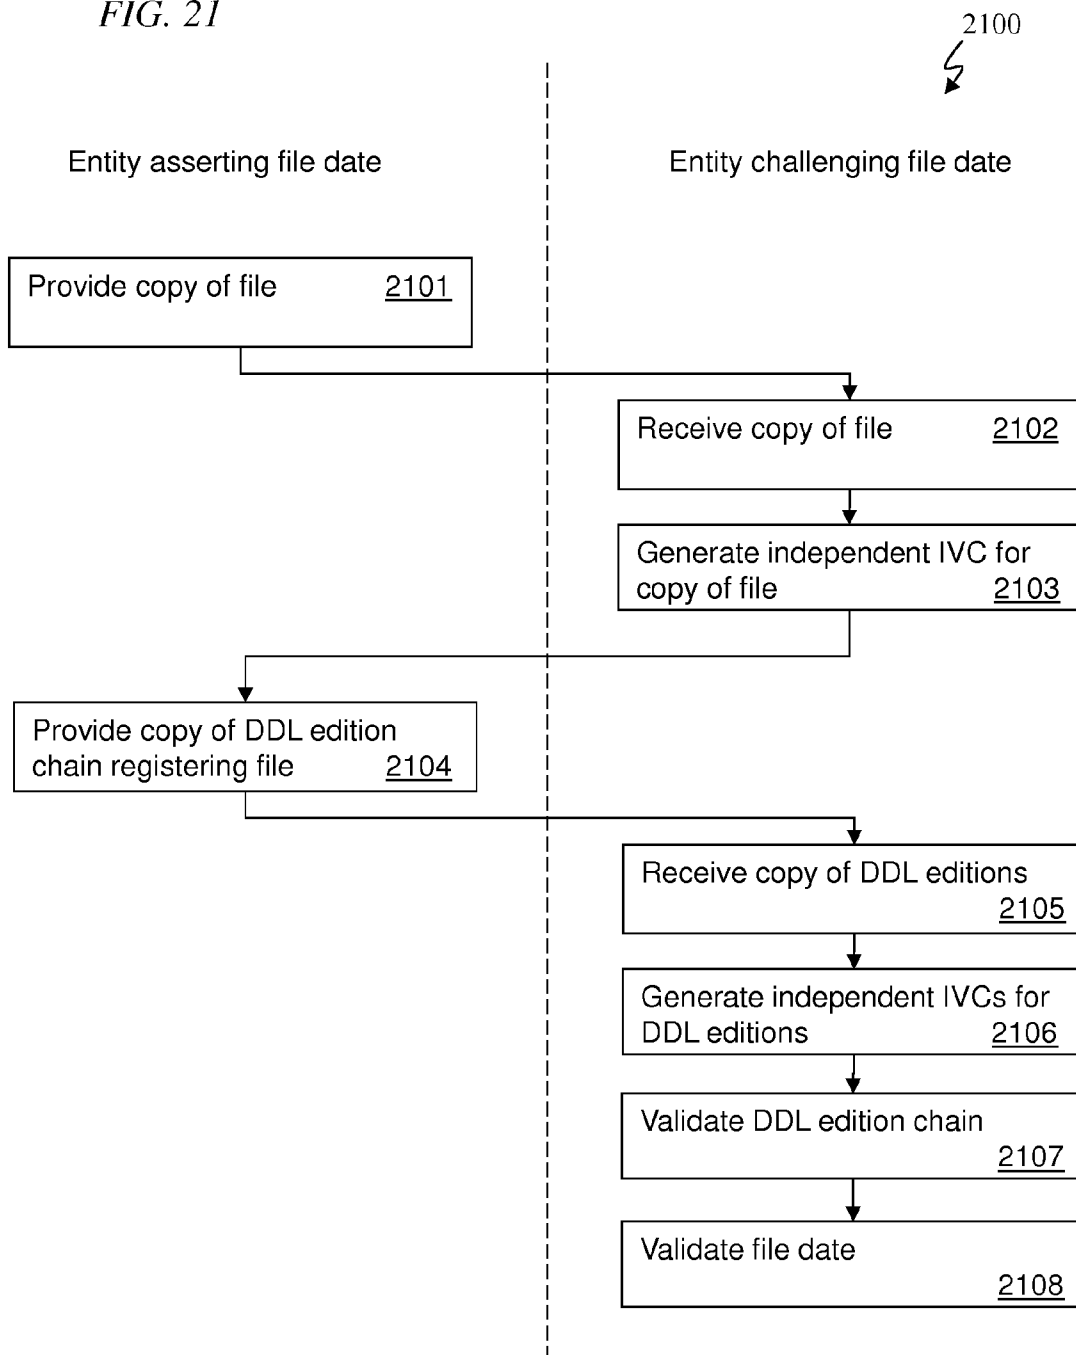 FIG. 21
2100
Entity asserting file date
Entity challenging file date
Provide copy of file 2101
Receive copy of file 2102
Generate independent IVC for
copy of file 2103
Provide copy of DDL edition
chain registering file 2104
Receive copy of DDL editions
2105
Generate independent IVCs for
DDL editions 2106
Validate DDL edition chain
2107
Validate file date
2108